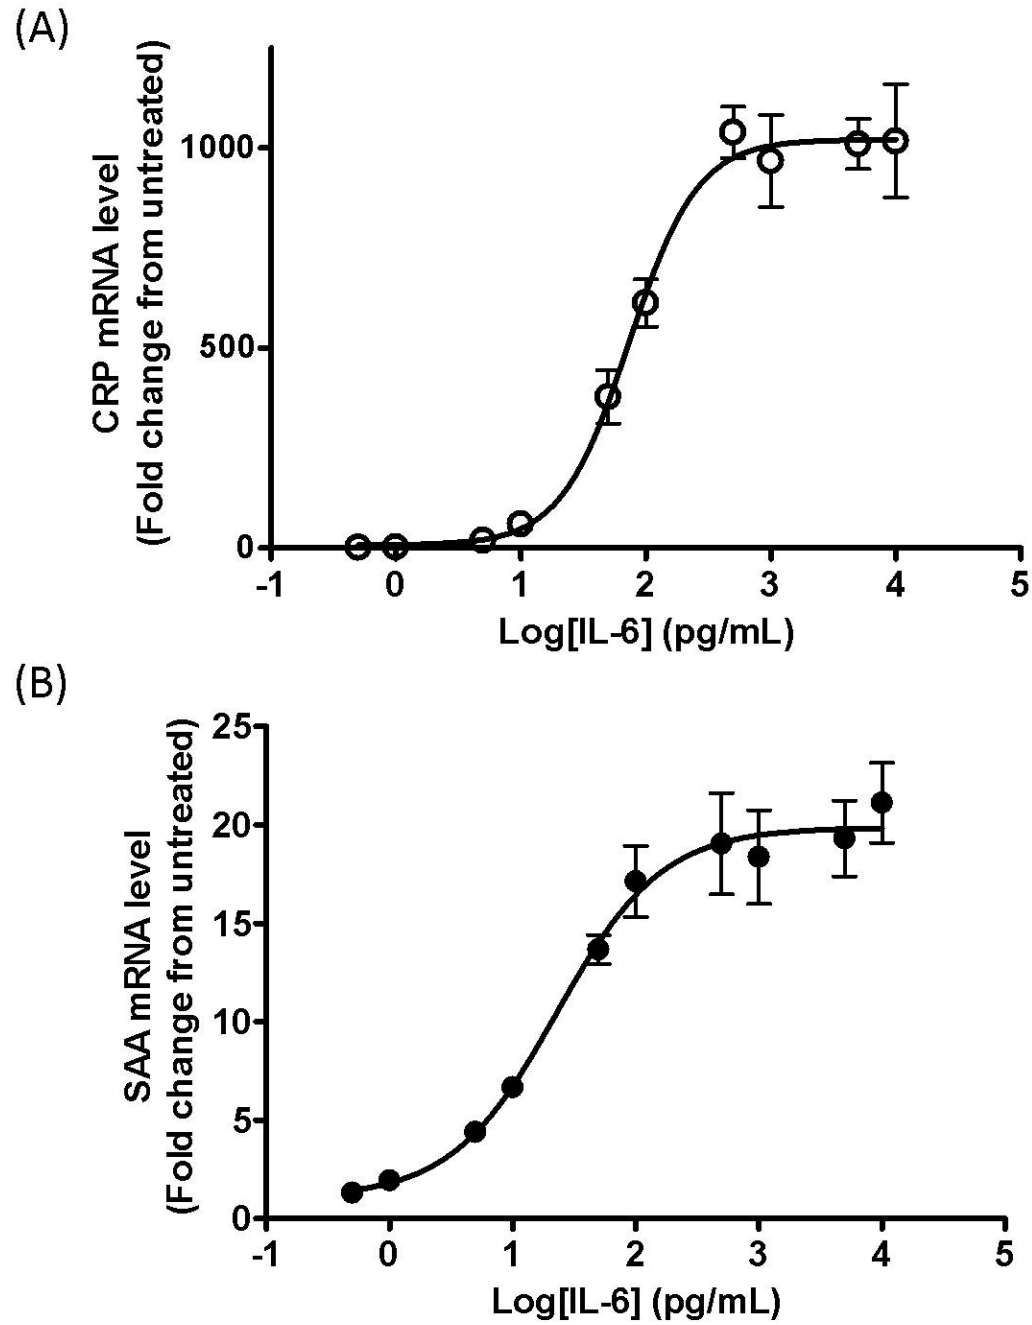 (A)
CRP mRNA level
(Fold change from untreated)
1000
500
0
-1 0 1 2 3 4 5
Log[IL-6] (pg/mL)
(B)
SAA mRNA level
(Fold change from untreated)
25
20
15
10
5
0
-1 0 1 2 3 4 5
Log[IL-6] (pg/mL)